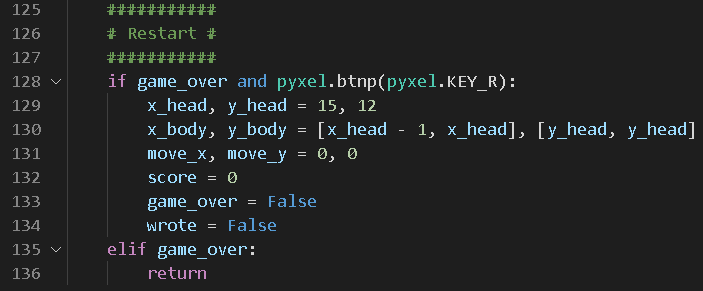 125 ###########
126 # Restart #
127 ###########
128 if game_over and pyxel.btnp(pyxel.KEY_R):
129 x_head, y_head = 15, 12
130 x_body, y_body = [x_head - 1, x_head], [y_head, y_head]
131 move_x, move_y = 0, 0
132 score = 0
133 game_over = False
134 wrote = False
135 elif game_over:
136 return